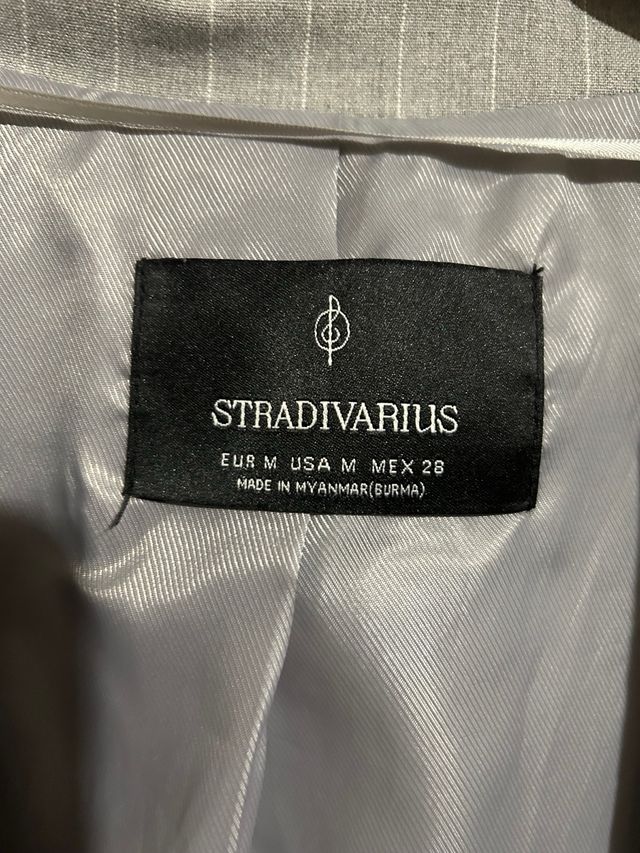 STRADIVARIUS
EUR M USA M MEX 28
MADE IN MYANMAR(BURMA)